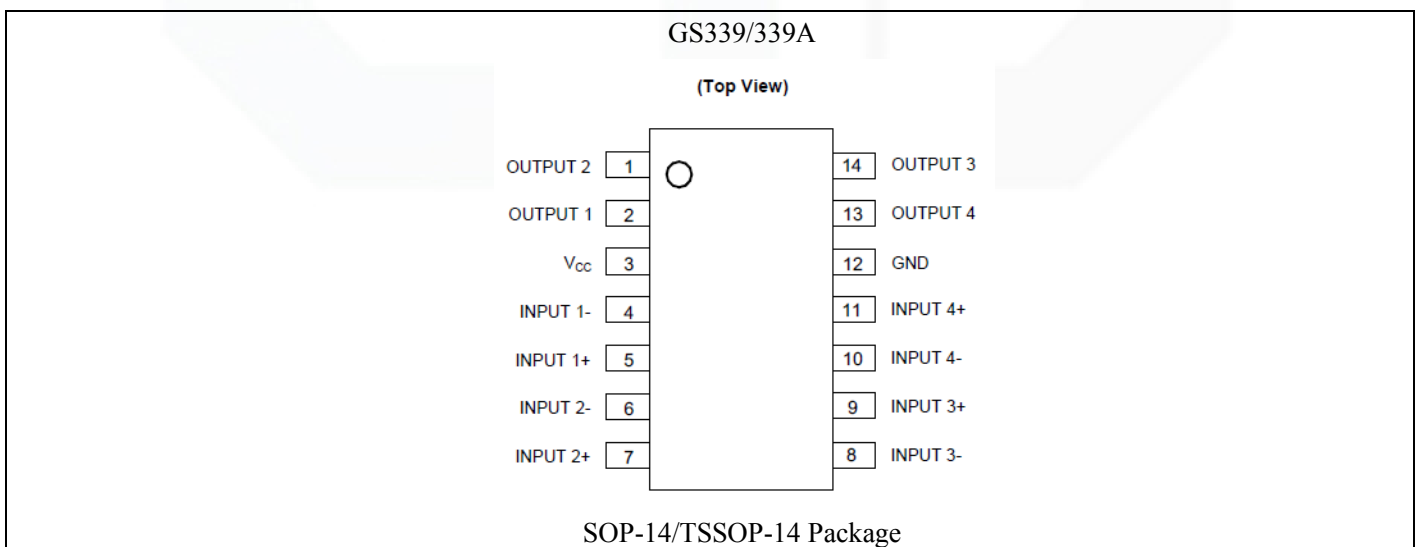 GS339/339A
(Top View)
OUTPUT 2 1 14 OUTPUT 3
OUTPUT 1 2 13 OUTPUT 4
VCC 3 12 GND
INPUT 1- 4 11 INPUT 4+
INPUT 1+ 5 10 INPUT 4-
INPUT 2- 6 9 INPUT 3+
INPUT 2+ 7 8 INPUT 3-
SOP-14/TSSOP-14 Package